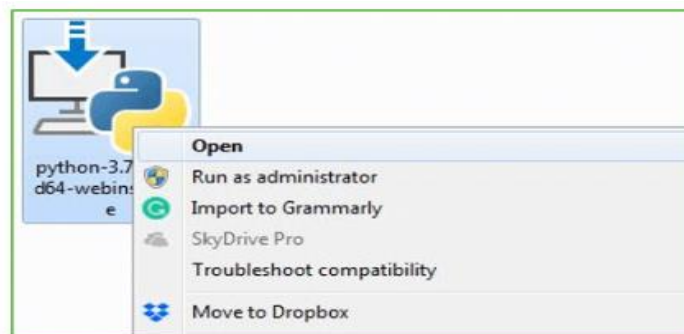 python-3.7
d64-webins
e
Open
Run as administrator
Import to Grammarly
SkyDrive Pro
Troubleshoot compatibility
Move to Dropbox